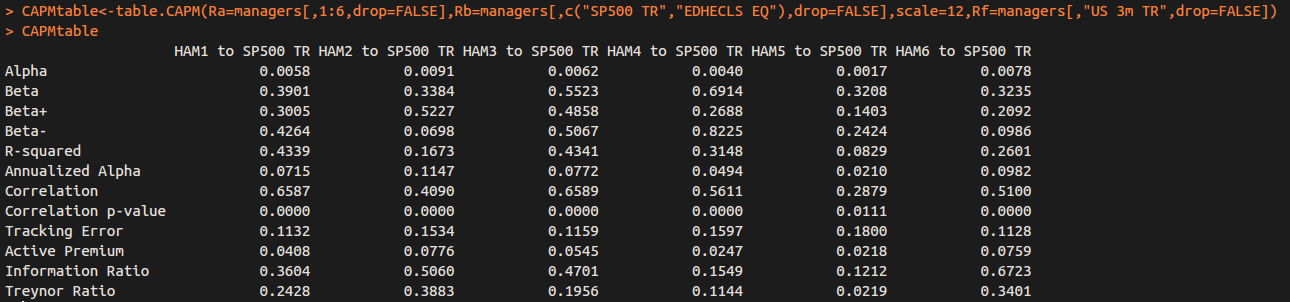 > CAPMtable<-table.CAPM(Ra=managers[,1:6,drop=FALSE],Rb=managers[,c("SP500 TR","EDHECLS EQ"),drop=FALSE],scale=12,Rf=managers[,"US 3m TR",drop=FALSE])
> CAPMtable
                    HAM1 to SP500 TR HAM2 to SP500 TR HAM3 to SP500 TR HAM4 to SP500 TR HAM5 to SP500 TR HAM6 to SP500 TR
Alpha                         0.0058           0.0091           0.0062           0.0040           0.0017           0.0078
Beta                          0.3901           0.3384           0.5523           0.6914           0.3208           0.3235
Beta+                         0.3005           0.5227           0.4858           0.2688           0.1403           0.2092
Beta-                         0.4264           0.0698           0.5067           0.8225           0.2424           0.0986
R-squared                     0.4339           0.1673           0.4341           0.3148           0.0829           0.2601
Annualized Alpha              0.0715           0.1147           0.0772           0.0494           0.0210           0.0982
Correlation                   0.6587           0.4090           0.6589           0.5611           0.2879           0.5100
Correlation p-value           0.0000           0.0000           0.0000           0.0000           0.0111           0.0000
Tracking Error                0.1132           0.1534           0.1159           0.1597           0.1800           0.1128
Active Premium                0.0408           0.0776           0.0545           0.0247           0.0218           0.0759
Information Ratio             0.3604           0.5060           0.4701           0.1549           0.1212           0.6723
Treynor Ratio                 0.2428           0.3883           0.1956           0.1144           0.0219           0.3401